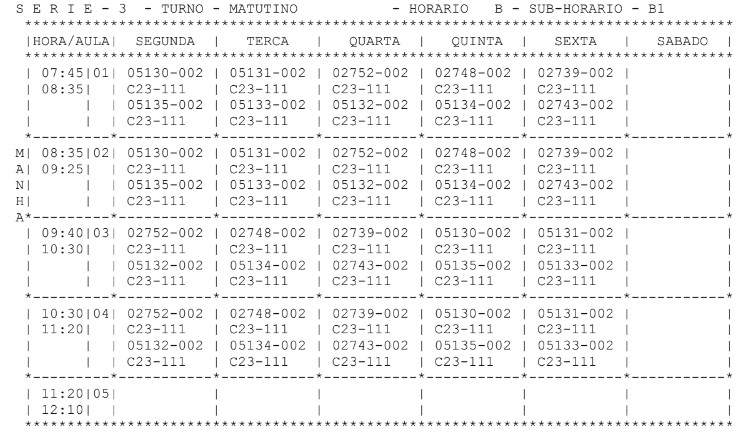 S E R I E - 3 - TURNO - MATUTINO - HORARIO B - SUB-HORARIO - B1
***********************************************************************
|HORA/AULA| SEGUNDA | TERCA | QUARTA | QUINTA | SEXTA | SABADO |
***********************************************************************
| 07:45|01| 05130-002 | 05131-002 | 02752-002 | 02748-002 | 02739-002 | |
| 08:35| | C23-111 | C23-111 | C23-111 | C23-111 | C23-111 | |
| | | 05135-002 | 05133-002 | 05132-002 | 05134-002 | 02743-002 | |
| | | C23-111 | C23-111 | C23-111 | C23-111 | C23-111 | |
*---------*----------*----------*----------*----------*----------*----------*
M| 08:35|02| 05130-002 | 05131-002 | 02752-002 | 02748-002 | 02739-002 | |
A| 09:25| | C23-111 | C23-111 | C23-111 | C23-111 | C23-111 | |
N| | | 05135-002 | 05133-002 | 05132-002 | 05134-002 | 02743-002 | |
H| | | C23-111 | C23-111 | C23-111 | C23-111 | C23-111 | |
A*---------*----------*----------*----------*----------*----------*----------*
| 09:40|03| 02752-002 | 02748-002 | 02739-002 | 05130-002 | 05131-002 | |
| 10:30| | C23-111 | C23-111 | C23-111 | C23-111 | C23-111 | |
| | | 05132-002 | 05134-002 | 02743-002 | 05135-002 | 05133-002 | |
| | | C23-111 | C23-111 | C23-111 | C23-111 | C23-111 | |
*---------*----------*----------*----------*----------*----------*----------*
| 10:30|04| 02752-002 | 02748-002 | 02739-002 | 05130-002 | 05131-002 | |
| 11:20| | C23-111 | C23-111 | C23-111 | C23-111 | C23-111 | |
| | | 05132-002 | 05134-002 | 02743-002 | 05135-002 | 05133-002 | |
| | | C23-111 | C23-111 | C23-111 | C23-111 | C23-111 | |
*---------*----------*----------*----------*----------*----------*----------*
| 11:20|05| | | | | | |
| 12:10| | | | | | | |
***********************************************************************